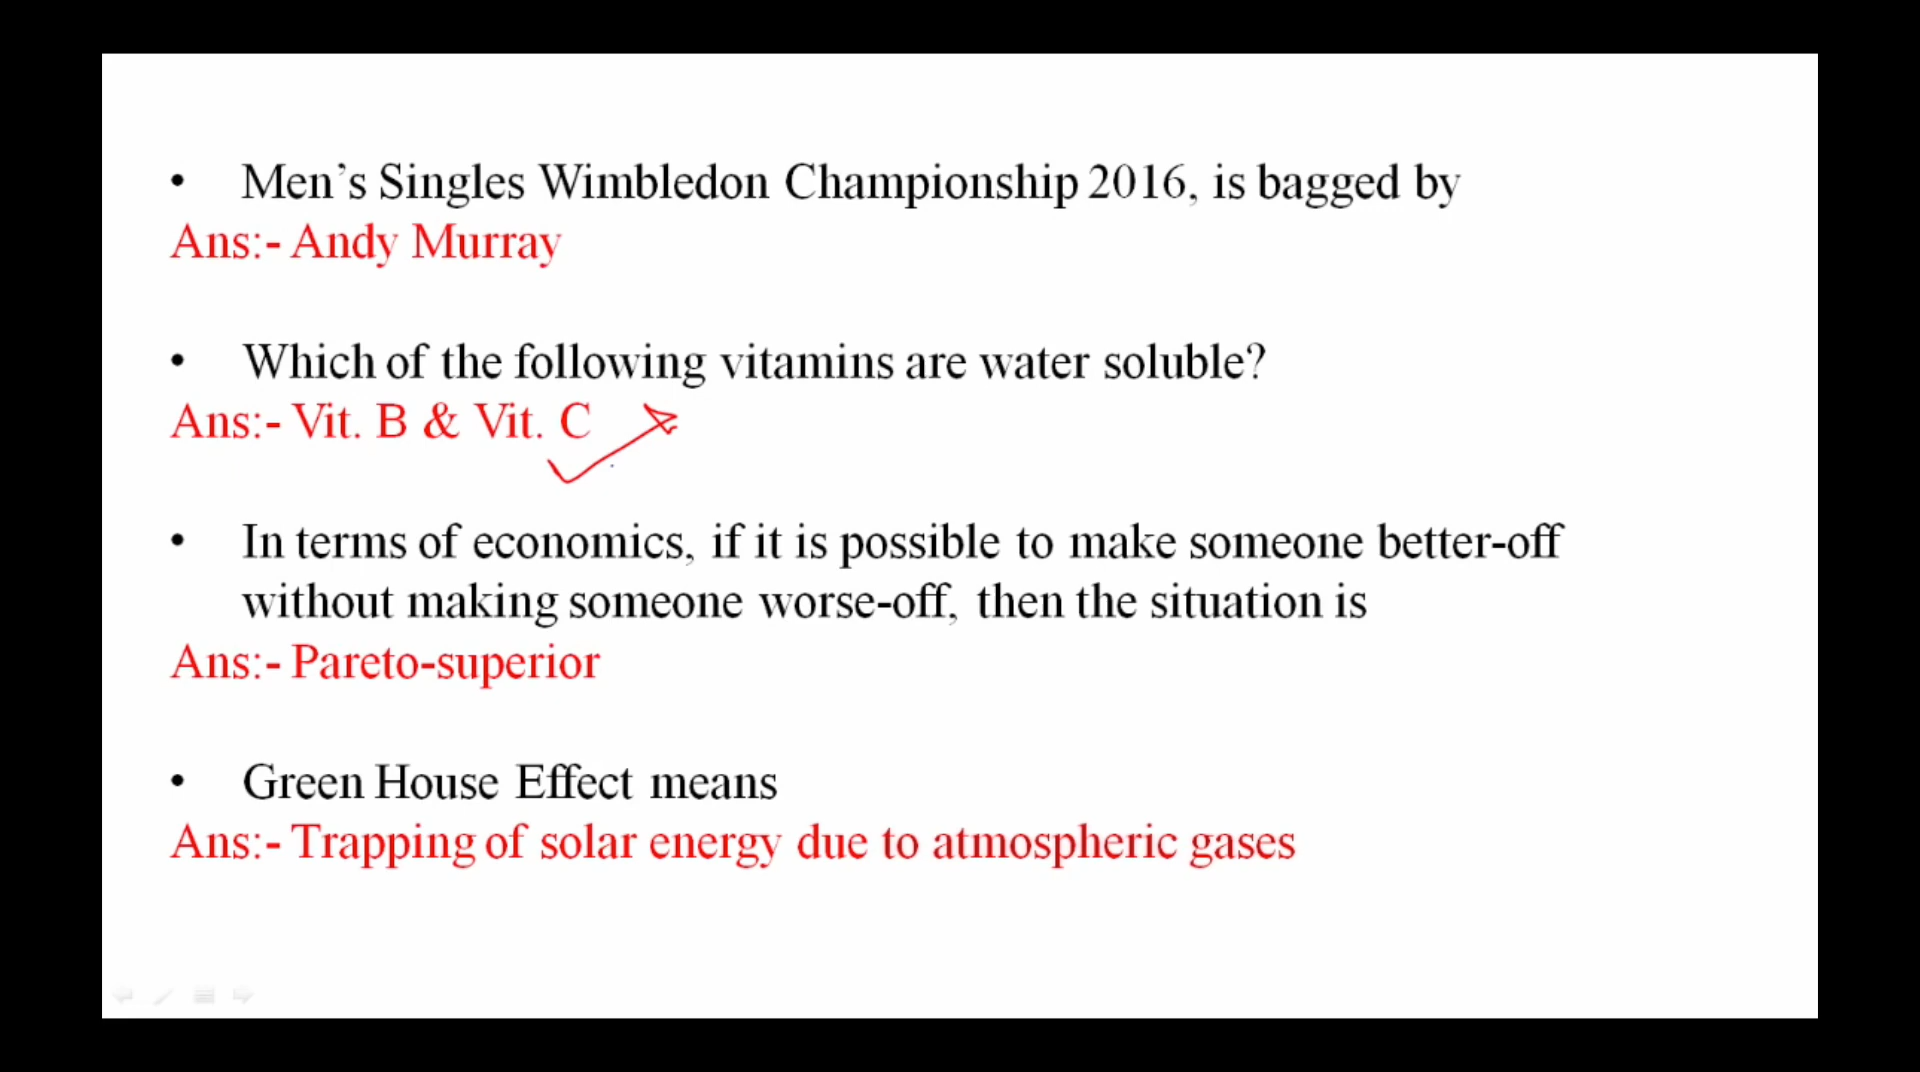 • Men’s Singles Wimbledon Championship 2016, is bagged by
Ans:- Andy Murray
• Which of the following vitamins are water soluble?
Ans:- Vit. B & Vit. C
• In terms of economics, if it is possible to make someone better-off
without making someone worse-off, then the situation is
Ans:- Pareto-superior
• Green House Effect means
Ans:- Trapping of solar energy due to atmospheric gases